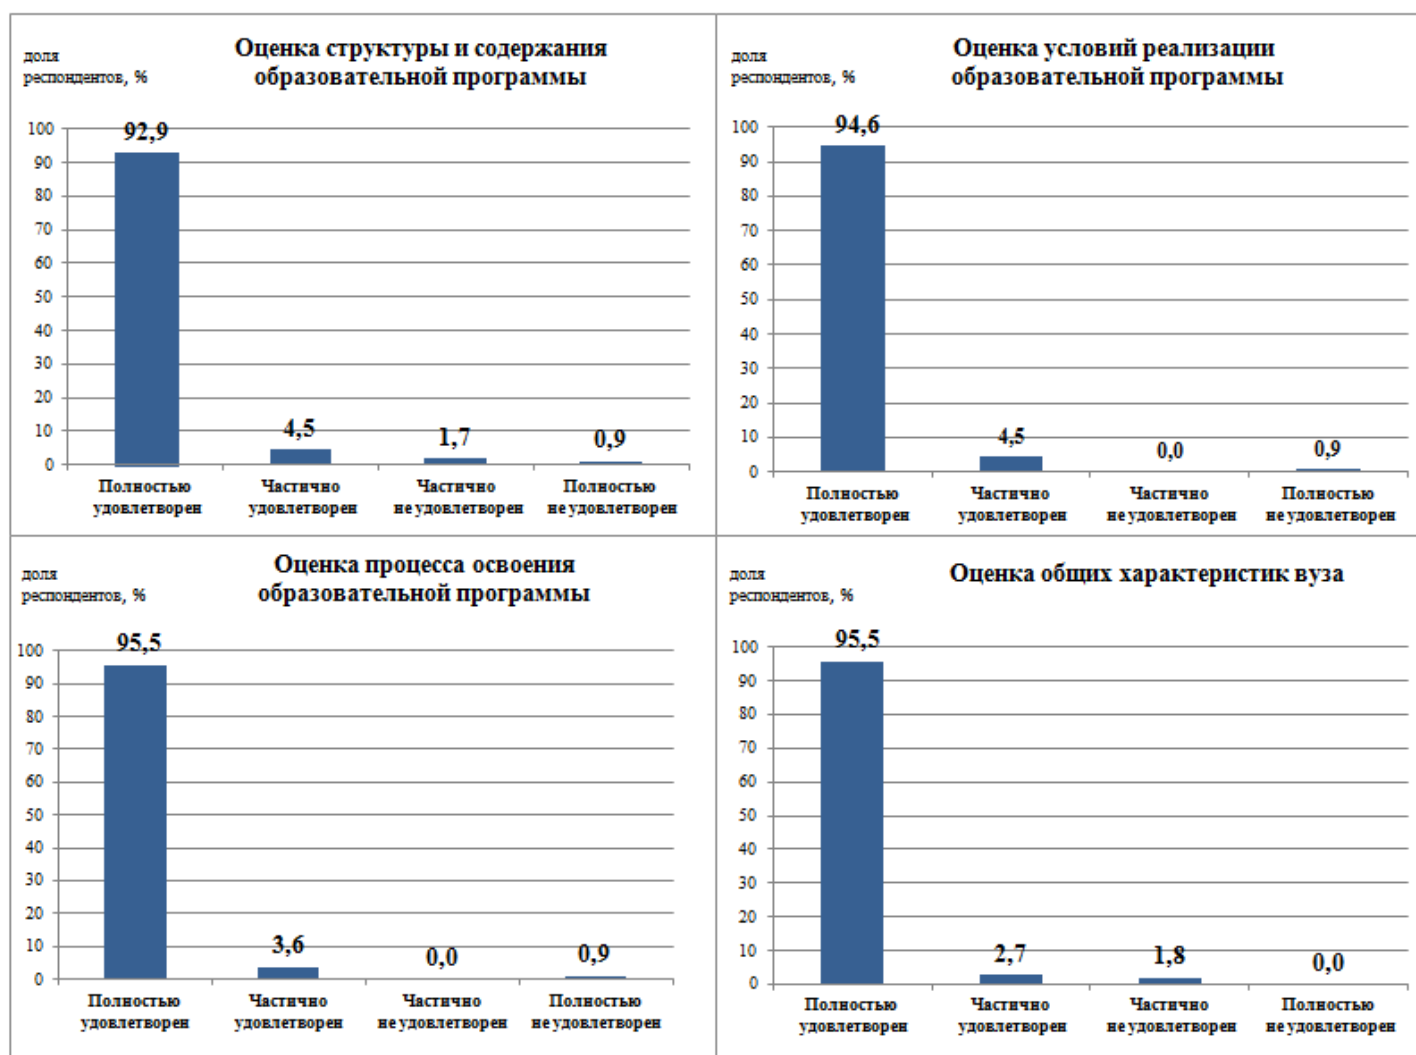 доля
респондентов, %
Оценка структуры и содержания
образовательной программы
100
90
80
70
60
50
40
30
20
10
0
92,9
4,5
1,7
0,9
Полностью
удовлетворен
Частично
удовлетворен
Частично
не удовлетворен
Полностью
не удовлетворен
доля
респондентов, %
Оценка условий реализации
образовательной программы
100
90
80
70
60
50
40
30
20
10
0
94,6
4,5
0,0
0,9
Полностью
удовлетворен
Частично
удовлетворен
Частично
не удовлетворен
Полностью
не удовлетворен
доля
респондентов, %
Оценка процесса освоения
образовательной программы
100
90
80
70
60
50
40
30
20
10
0
95,5
3,6
0,0
0,9
Полностью
удовлетворен
Частично
удовлетворен
Частично
не удовлетворен
Полностью
не удовлетворен
доля
респондентов, %
Оценка общих характеристик вуза
100
90
80
70
60
50
40
30
20
10
0
95,5
2,7
1,8
0,0
Полностью
удовлетворен
Частично
удовлетворен
Частично
не удовлетворен
Полностью
не удовлетворен